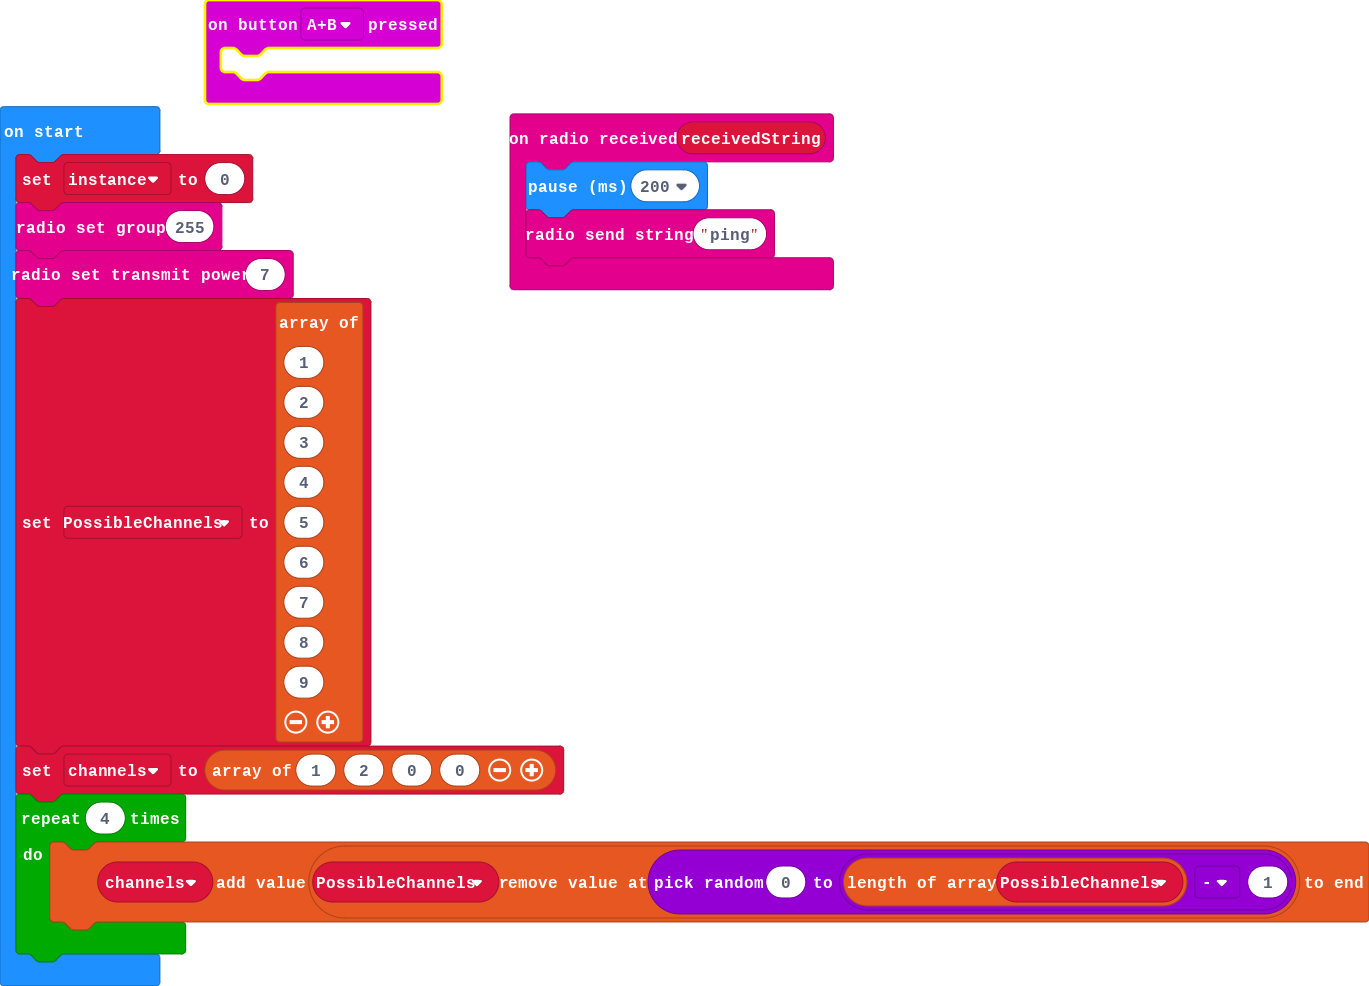 on button A+B pressed
on start
set instance to 0
radio set group 255
radio set transmit power 7
set PossibleChannels to
array of
1
2
3
4
5
6
7
8
9
set channels to array of 1 2 0 0
repeat 4 times
do
channels add value PossibleChannels remove value at pick random 0 to length of array PossibleChannels - 1 to end
on radio received receivedString
pause (ms) 200
radio send string "ping"